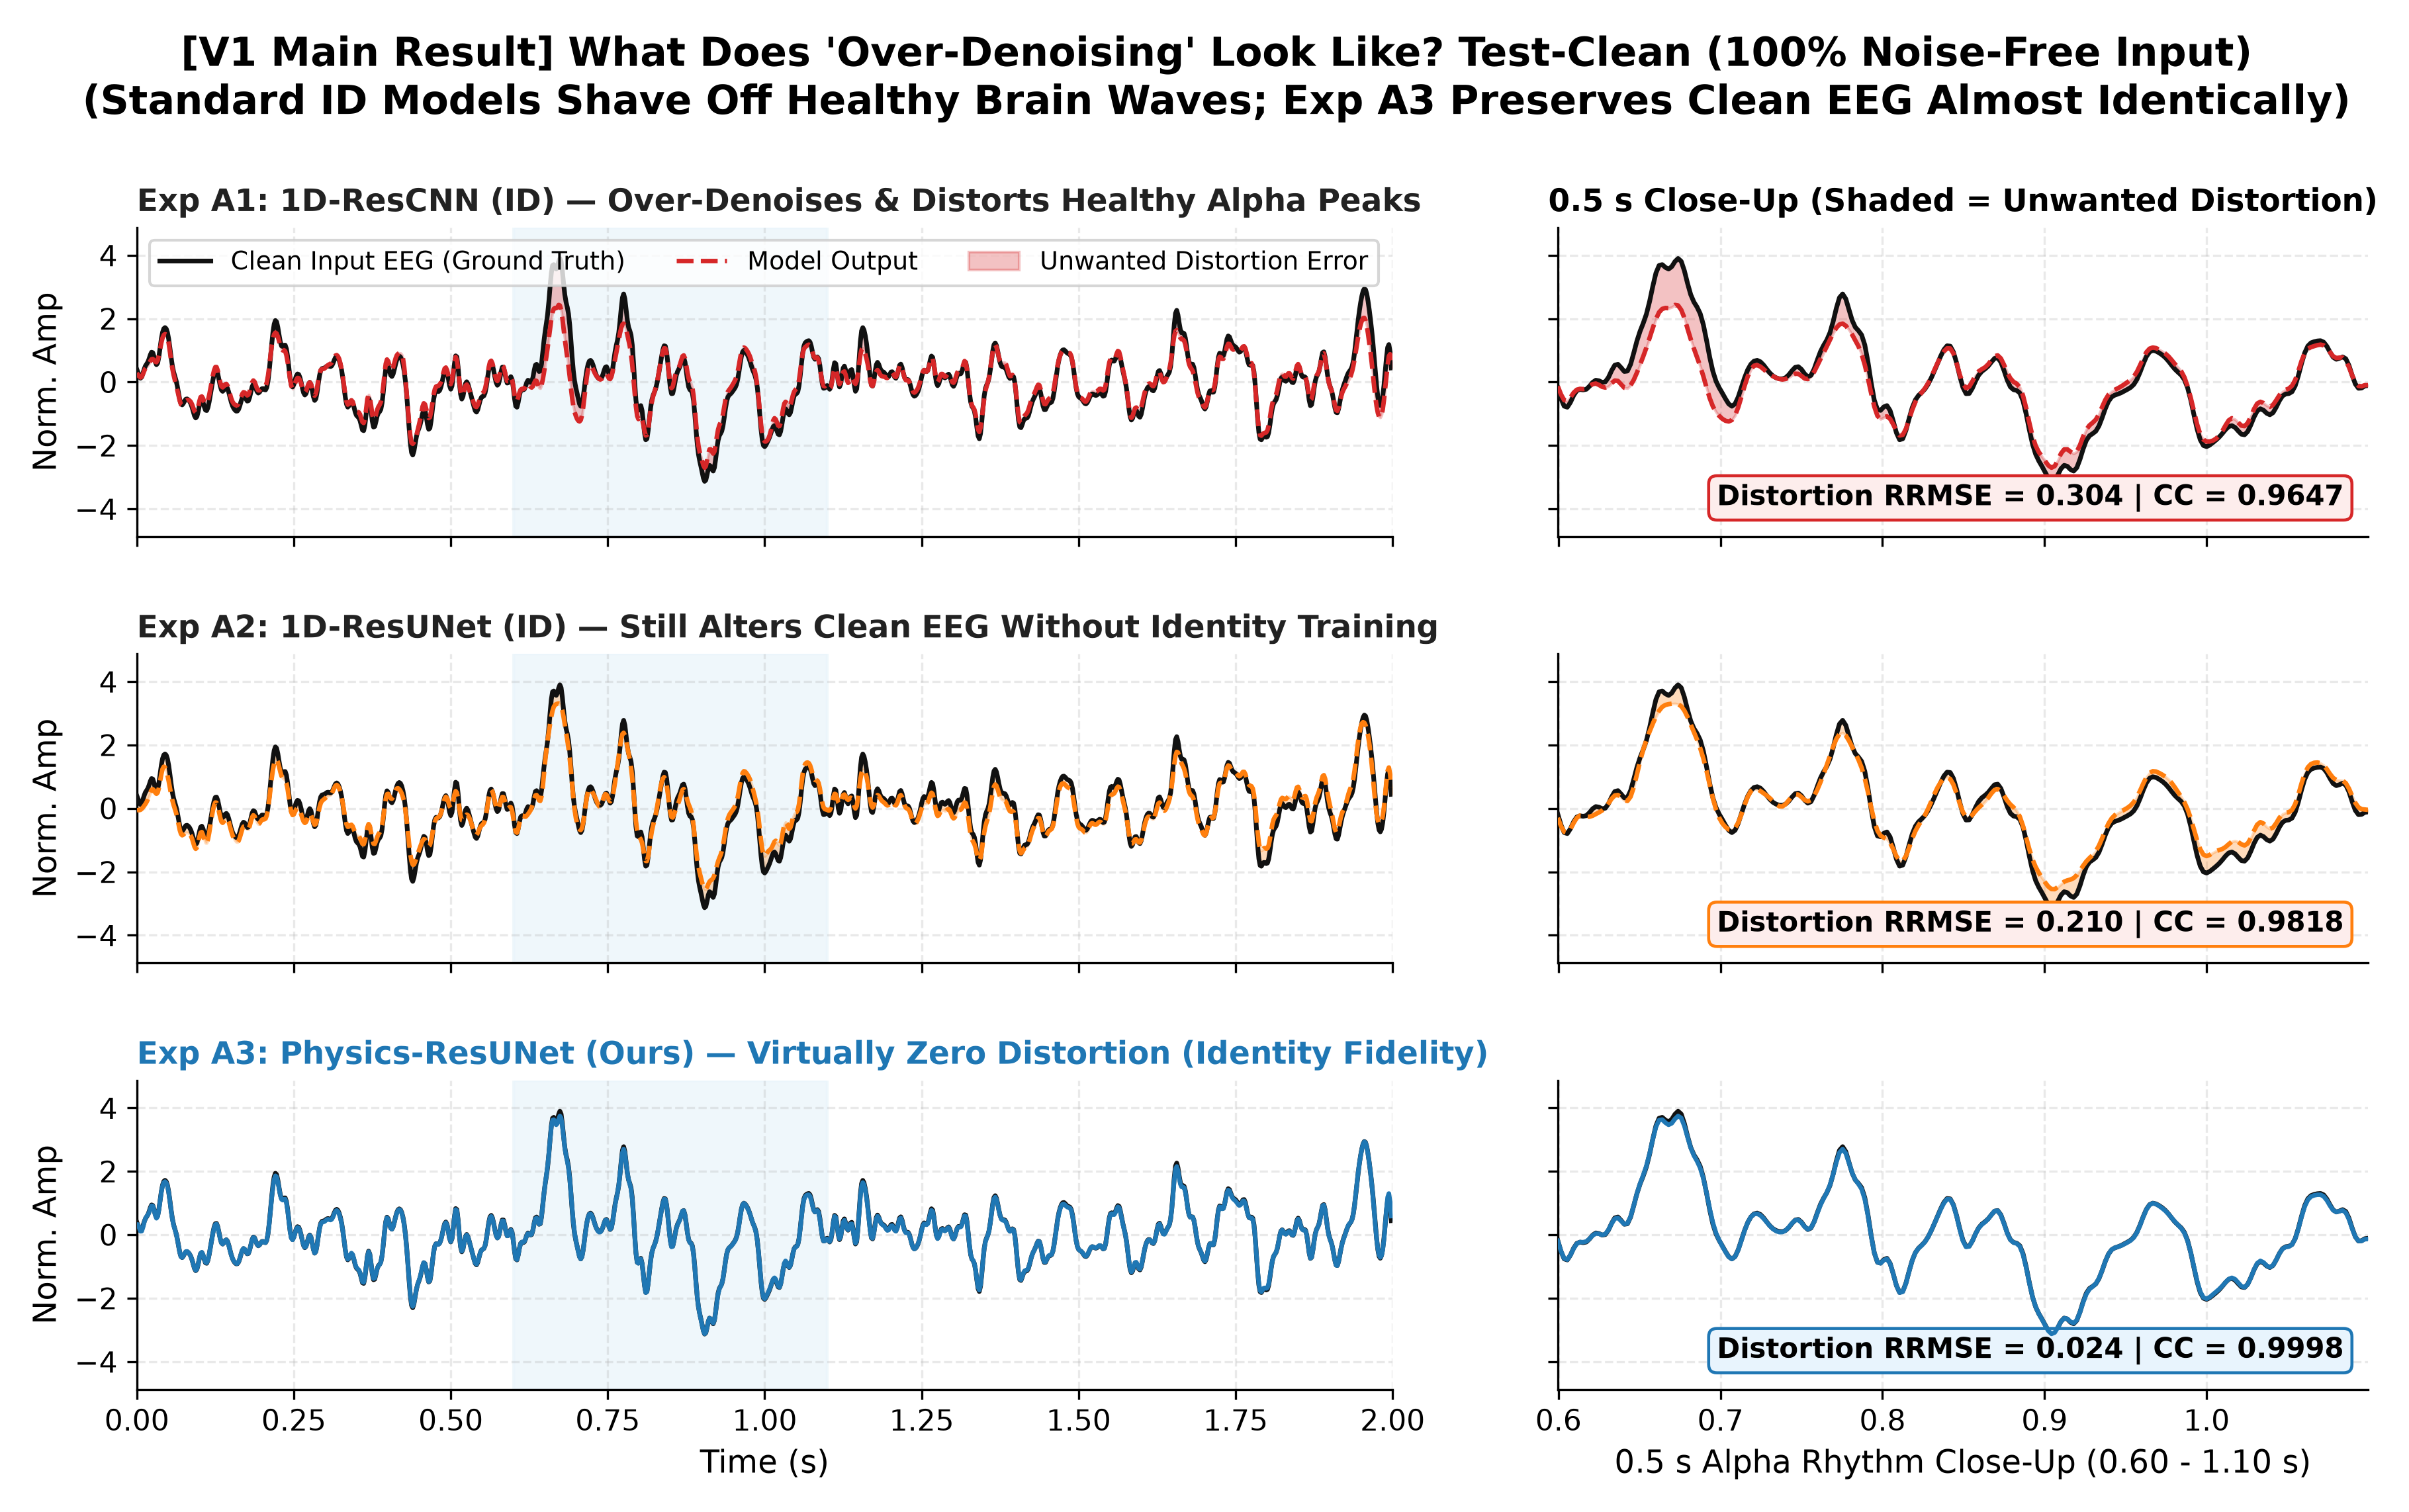 [V1 Main Result] What Does 'Over-Denoising' Look Like? Test-Clean (100% Noise-Free Input)
(Standard ID Models Shave Off Healthy Brain Waves; Exp A3 Preserves Clean EEG Almost Identically)
Exp A1: 1D-ResCNN (ID) — Over-Denoises & Distorts Healthy Alpha Peaks
Clean Input EEG (Ground Truth)
Model Output
Unwanted Distortion Error
Norm. Amp
4
2
0
−2
−4
0.5 s Close-Up (Shaded = Unwanted Distortion)
Distortion RRMSE = 0.304 | CC = 0.9647
Exp A2: 1D-ResUNet (ID) — Still Alters Clean EEG Without Identity Training
Norm. Amp
4
2
0
−2
−4
Distortion RRMSE = 0.210 | CC = 0.9818
Exp A3: Physics-ResUNet (Ours) — Virtually Zero Distortion (Identity Fidelity)
Norm. Amp
4
2
0
−2
−4
0.00 0.25 0.50 0.75 1.00 1.25 1.50 1.75 2.00
Time (s)
Distortion RRMSE = 0.024 | CC = 0.9998
0.6 0.7 0.8 0.9 1.0
0.5 s Alpha Rhythm Close-Up (0.60 - 1.10 s)